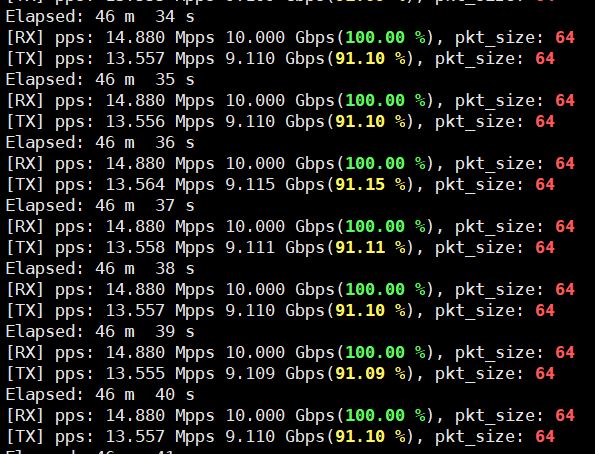 Elapsed: 46 m  34 s
[RX] pps: 14.880 Mpps 10.000 Gbps(100.00 %), pkt_size: 64
[TX] pps: 13.557 Mpps 9.110 Gbps(91.10 %), pkt_size: 64
Elapsed: 46 m  35 s
[RX] pps: 14.880 Mpps 10.000 Gbps(100.00 %), pkt_size: 64
[TX] pps: 13.556 Mpps 9.110 Gbps(91.10 %), pkt_size: 64
Elapsed: 46 m  36 s
[RX] pps: 14.880 Mpps 10.000 Gbps(100.00 %), pkt_size: 64
[TX] pps: 13.564 Mpps 9.115 Gbps(91.15 %), pkt_size: 64
Elapsed: 46 m  37 s
[RX] pps: 14.880 Mpps 10.000 Gbps(100.00 %), pkt_size: 64
[TX] pps: 13.558 Mpps 9.111 Gbps(91.11 %), pkt_size: 64
Elapsed: 46 m  38 s
[RX] pps: 14.880 Mpps 10.000 Gbps(100.00 %), pkt_size: 64
[TX] pps: 13.557 Mpps 9.110 Gbps(91.10 %), pkt_size: 64
Elapsed: 46 m  39 s
[RX] pps: 14.880 Mpps 10.000 Gbps(100.00 %), pkt_size: 64
[TX] pps: 13.555 Mpps 9.109 Gbps(91.09 %), pkt_size: 64
Elapsed: 46 m  40 s
[RX] pps: 14.880 Mpps 10.000 Gbps(100.00 %), pkt_size: 64
[TX] pps: 13.557 Mpps 9.110 Gbps(91.10 %), pkt_size: 64